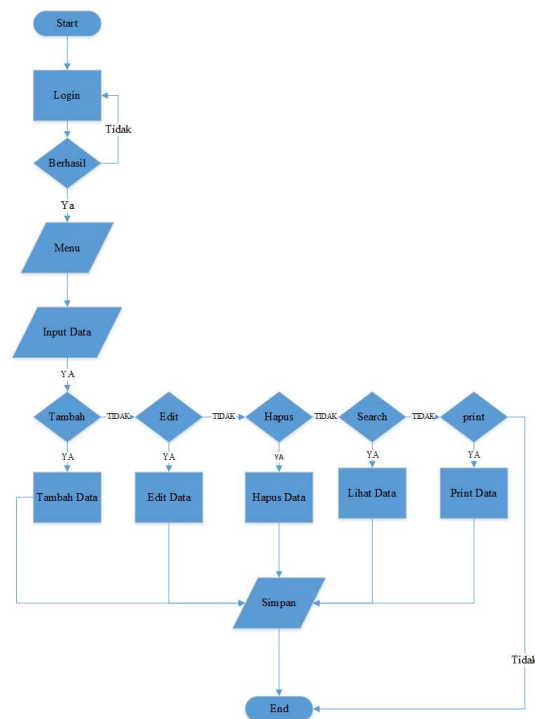 Start
Login
Tidak
Berhasil
Ya
Menu
Input Data
YA
Tambah TIDAK Edit TIDAK Hapus TIDAK Search TIDAK print
YA YA YA YA YA
Tambah Data Edit Data Hapus Data Lihat Data Print Data
Simpan
Tidak
End